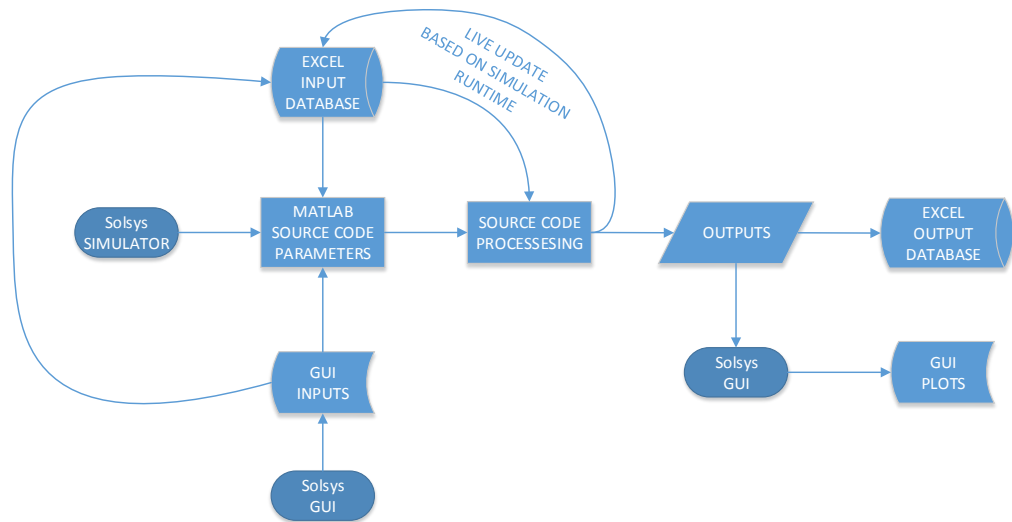 EXCEL
INPUT
DATABASE
LIVE UPDATE
BASED ON SIMULATION
RUNTIME
Solsys
SIMULATOR
MATLAB
SOURCE CODE
PARAMETERS
SOURCE CODE
PROCESSESING
OUTPUTS
EXCEL
OUTPUT
DATABASE
GUI
INPUTS
Solsys
GUI
GUI
PLOTS
Solsys
GUI